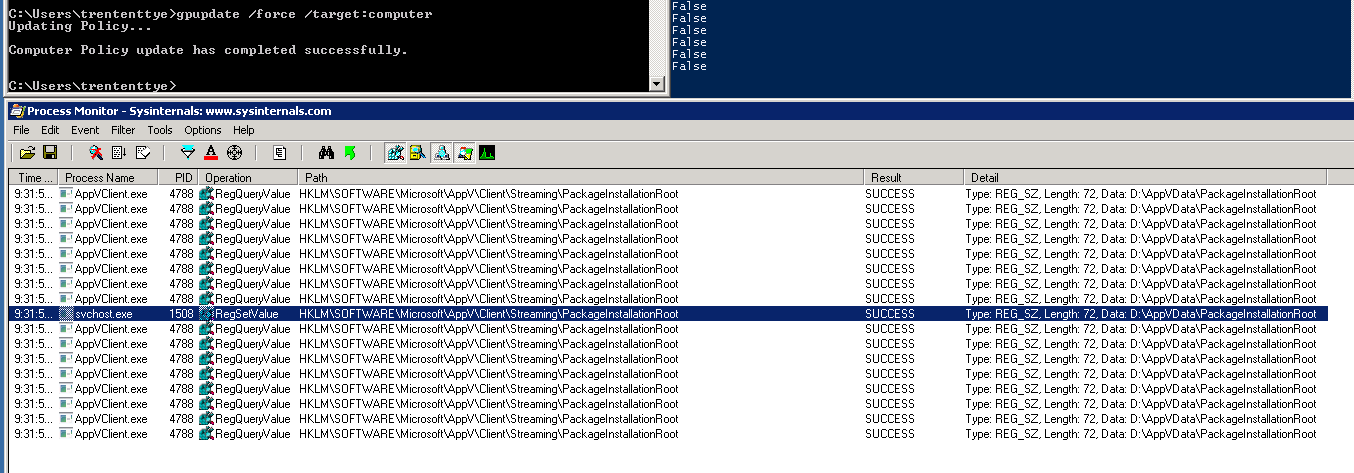 C:\Users\trententtye>gpupdate /force /target:computer
Updating Policy...
Computer Policy update has completed successfully.
C:\Users\trententtye>
False
False
False
False
False
False
Process Monitor - Sysinternals: www.sysinternals.com
File Edit Event Filter Tools Options Help
Time ... Process Name PID Operation Path Result Detail
9:31:5... AppVClient.exe 4788 RegQueryValue HKLM\SOFTWARE\Microsoft\AppV\Client\Streaming\PackageInstallationRoot SUCCESS Type: REG_SZ, Length: 72, Data: D:\AppVData\PackageInstallationRoot
9:31:5... AppVClient.exe 4788 RegQueryValue HKLM\SOFTWARE\Microsoft\AppV\Client\Streaming\PackageInstallationRoot SUCCESS Type: REG_SZ, Length: 72, Data: D:\AppVData\PackageInstallationRoot
9:31:5... AppVClient.exe 4788 RegQueryValue HKLM\SOFTWARE\Microsoft\AppV\Client\Streaming\PackageInstallationRoot SUCCESS Type: REG_SZ, Length: 72, Data: D:\AppVData\PackageInstallationRoot
9:31:5... AppVClient.exe 4788 RegQueryValue HKLM\SOFTWARE\Microsoft\AppV\Client\Streaming\PackageInstallationRoot SUCCESS Type: REG_SZ, Length: 72, Data: D:\AppVData\PackageInstallationRoot
9:31:5... AppVClient.exe 4788 RegQueryValue HKLM\SOFTWARE\Microsoft\AppV\Client\Streaming\PackageInstallationRoot SUCCESS Type: REG_SZ, Length: 72, Data: D:\AppVData\PackageInstallationRoot
9:31:5... AppVClient.exe 4788 RegQueryValue HKLM\SOFTWARE\Microsoft\AppV\Client\Streaming\PackageInstallationRoot SUCCESS Type: REG_SZ, Length: 72, Data: D:\AppVData\PackageInstallationRoot
9:31:5... AppVClient.exe 4788 RegQueryValue HKLM\SOFTWARE\Microsoft\AppV\Client\Streaming\PackageInstallationRoot SUCCESS Type: REG_SZ, Length: 72, Data: D:\AppVData\PackageInstallationRoot
9:31:5... AppVClient.exe 4788 RegQueryValue HKLM\SOFTWARE\Microsoft\AppV\Client\Streaming\PackageInstallationRoot SUCCESS Type: REG_SZ, Length: 72, Data: D:\AppVData\PackageInstallationRoot
9:31:5... svchost.exe 1508 RegSetValue HKLM\SOFTWARE\Microsoft\AppV\Client\Streaming\PackageInstallationRoot SUCCESS Type: REG_SZ, Length: 72, Data: D:\AppVData\PackageInstallationRoot
9:31:5... AppVClient.exe 4788 RegQueryValue HKLM\SOFTWARE\Microsoft\AppV\Client\Streaming\PackageInstallationRoot SUCCESS Type: REG_SZ, Length: 72, Data: D:\AppVData\PackageInstallationRoot
9:31:5... AppVClient.exe 4788 RegQueryValue HKLM\SOFTWARE\Microsoft\AppV\Client\Streaming\PackageInstallationRoot SUCCESS Type: REG_SZ, Length: 72, Data: D:\AppVData\PackageInstallationRoot
9:31:5... AppVClient.exe 4788 RegQueryValue HKLM\SOFTWARE\Microsoft\AppV\Client\Streaming\PackageInstallationRoot SUCCESS Type: REG_SZ, Length: 72, Data: D:\AppVData\PackageInstallationRoot
9:31:5... AppVClient.exe 4788 RegQueryValue HKLM\SOFTWARE\Microsoft\AppV\Client\Streaming\PackageInstallationRoot SUCCESS Type: REG_SZ, Length: 72, Data: D:\AppVData\PackageInstallationRoot
9:31:5... AppVClient.exe 4788 RegQueryValue HKLM\SOFTWARE\Microsoft\AppV\Client\Streaming\PackageInstallationRoot SUCCESS Type: REG_SZ, Length: 72, Data: D:\AppVData\PackageInstallationRoot
9:31:5... AppVClient.exe 4788 RegQueryValue HKLM\SOFTWARE\Microsoft\AppV\Client\Streaming\PackageInstallationRoot SUCCESS Type: REG_SZ, Length: 72, Data: D:\AppVData\PackageInstallationRoot
9:31:5... AppVClient.exe 4788 RegQueryValue HKLM\SOFTWARE\Microsoft\AppV\Client\Streaming\PackageInstallationRoot SUCCESS Type: REG_SZ, Length: 72, Data: D:\AppVData\PackageInstallationRoot
9:31:5... AppVClient.exe 4788 RegQueryValue HKLM\SOFTWARE\Microsoft\AppV\Client\Streaming\PackageInstallationRoot SUCCESS Type: REG_SZ, Length: 72, Data: D:\AppVData\PackageInstallationRoot